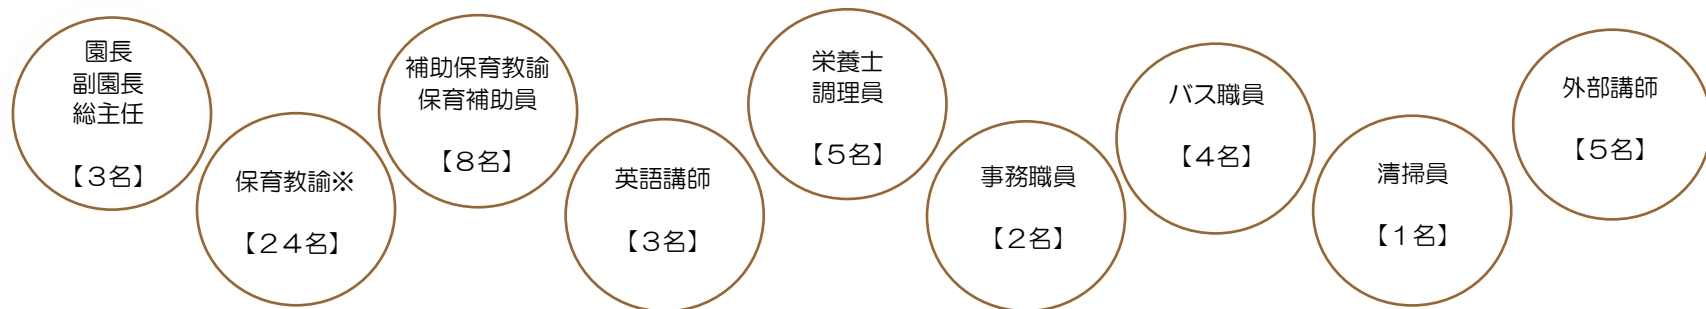 園長
副園長
総主任
【３名】
保育教諭※
【２４名】
補助保育教諭
保育補助員
【８名】
英語講師
【３名】
栄養士
調理員
【５名】
事務職員
【２名】
バス職員
【４名】
清掃員
【１名】
外部講師
【５名】